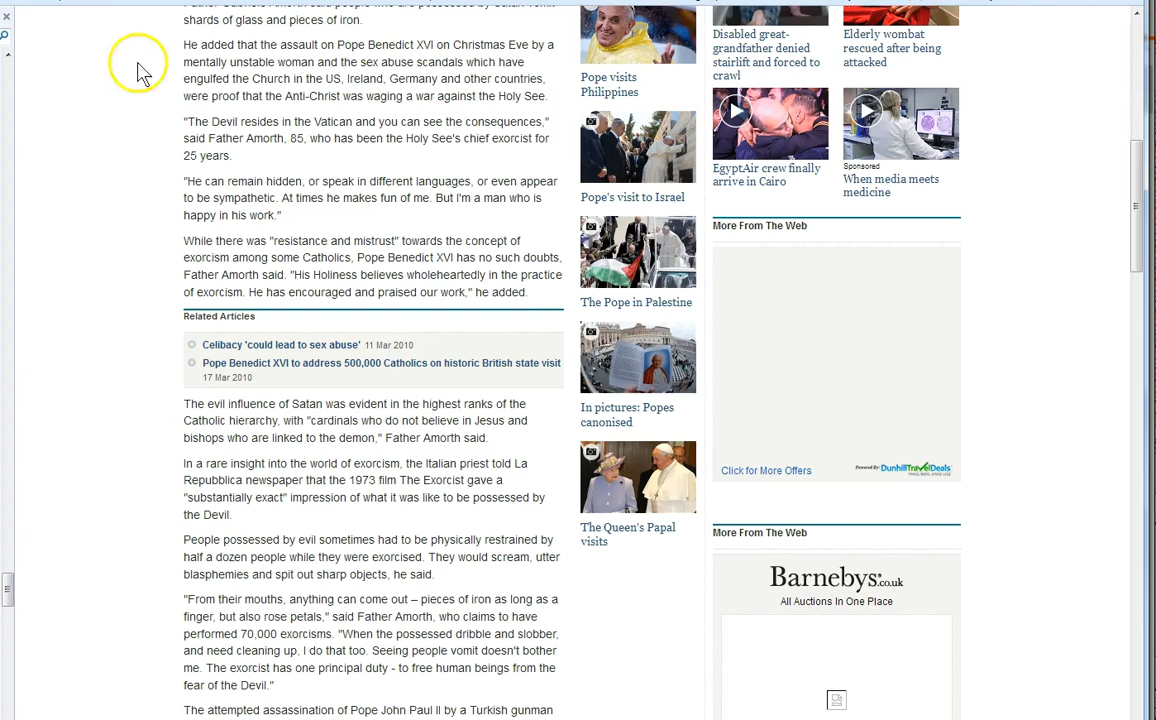 shards of glass and pieces of iron.
He added that the assault on Pope Benedict XVI on Christmas Eve by a
mentally unstable woman and the sex abuse scandals which have
engulfed the Church in the US, Ireland, Germany and other countries,
were proof that the Anti-Christ was waging a war against the Holy See.
"The Devil resides in the Vatican and you can see the consequences,"
said Father Amorth, 85, who has been the Holy See's chief exorcist for
25 years.
"He can remain hidden, or speak in different languages, or even appear
to be sympathetic. At times he makes fun of me. But I'm a man who is
happy in his work."
While there was "resistance and mistrust" towards the concept of
exorcism among some Catholics, Pope Benedict XVI has no such doubts,
Father Amorth said. "His Holiness believes wholeheartedly in the practice
of exorcism. He has encouraged and praised our work," he added.
Related Articles
Celibacy 'could lead to sex abuse' 11 Mar 2010
Pope Benedict XVI to address 500,000 Catholics on historic British state visit
17 Mar 2010
The evil influence of Satan was evident in the highest ranks of the
Catholic hierarchy, with "cardinals who do not believe in Jesus and
bishops who are linked to the demon," Father Amorth said.
In a rare insight into the world of exorcism, the Italian priest told La
Repubblica newspaper that the 1973 film The Exorcist gave a
"substantially exact" impression of what it was like to be possessed by
the Devil.
People possessed by evil sometimes had to be physically restrained by
half a dozen people while they were exorcised. They would scream, utter
blasphemies and spit out sharp objects, he said.
"From their mouths, anything can come out – pieces of iron as long as a
finger, but also rose petals," said Father Amorth, who claims to have
performed 70,000 exorcisms. "When the possessed dribble and slobber,
and need cleaning up, I do that too. Seeing people vomit doesn't bother
me. The exorcist has one principal duty - to free human beings from the
fear of the Devil."
The attempted assassination of Pope John Paul II by a Turkish gunman
Pope visits
Philippines
Pope's visit to Israel
The Pope in Palestine
In pictures: Popes
canonised
The Queen's Papal
visits
Disabled great-
grandfather denied
stairlift and forced to
crawl
Elderly wombat
rescued after being
attacked
EgyptAir crew finally
arrive in Cairo
Sponsored
When media meets
medicine
More From The Web
Click for More Offers
Powered By: DunhillTravelDeals
More From The Web
Barnebys.co.uk
All Auctions In One Place